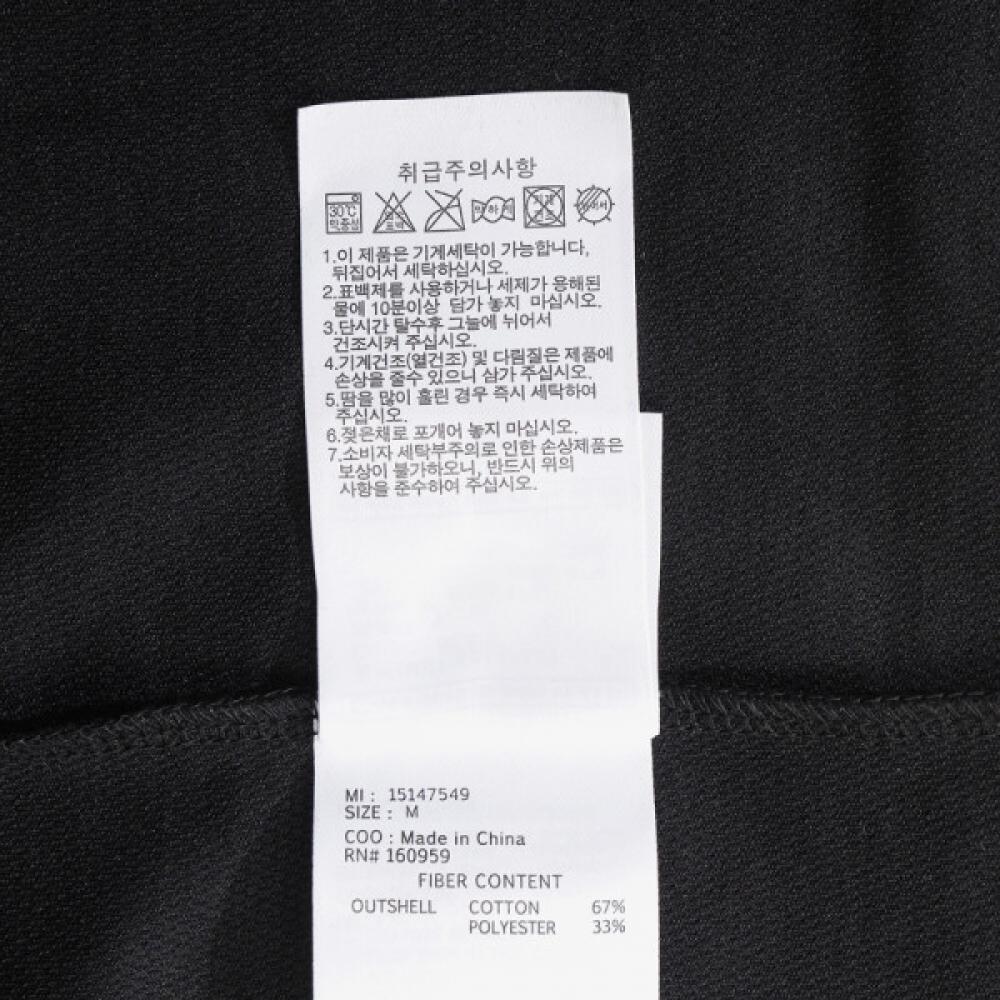 취급주의사항
30℃
약중성
1.이 제품은 기계세탁이 가능합니다,
뒤집어서 세탁하십시오.
2.표백제를 사용하거나 세제가 용해된
물에 10분이상 담가 놓지 마십시오.
3.단시간 탈수후 그늘에 뉘어서
건조시켜 주십시오.
4.기계건조(열건조) 및 다림질은 제품에
손상을 줄수 있으니 삼가 주십시오.
5.땀을 많이 흘린 경우 즉시 세탁하여
주십시오.
6.젖은채로 포개어 놓지 마십시오.
7.소비자 세탁부주의로 인한 손상제품은
보상이 불가하오니, 반드시 위의
사항을 준수하여 주십시오.
MI : 15147549
SIZE : M
COO : Made in China
RN# 160959
FIBER CONTENT
OUTSHELL COTTON 67%
POLYESTER 33%